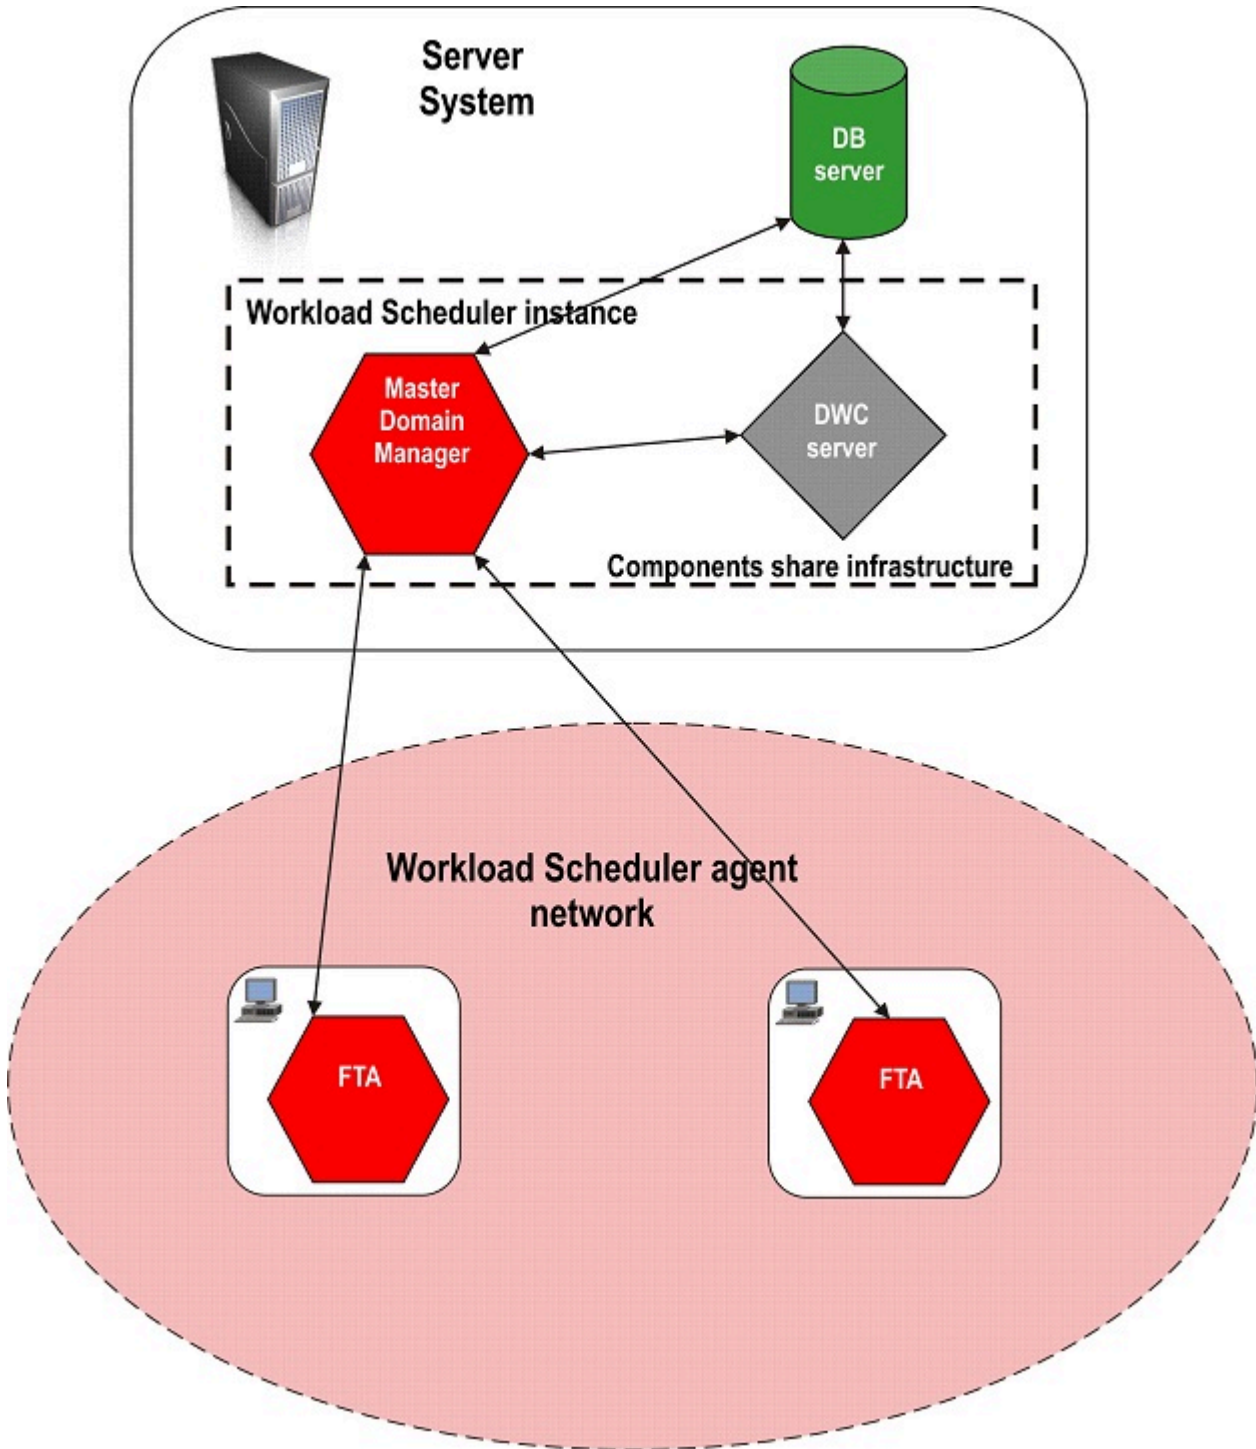 Server
System
DB
server
Workload Scheduler instance
Master
Domain
Manager
DWC
server
Components share infrastructure
Workload Scheduler agent
network
FTA
FTA